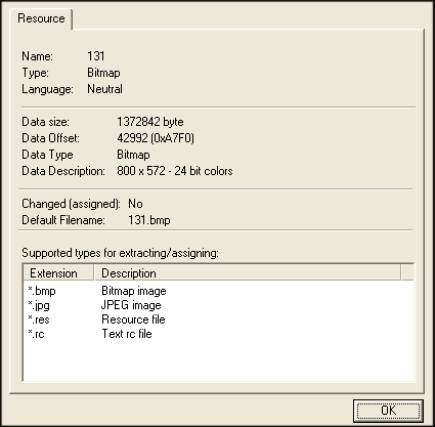 Resource
Name: 131
Type: Bitmap
Language: Neutral
Data size: 1372842 byte
Data Offset: 42992 (0xA7F0)
Data Type Bitmap
Data Description: 800 x 572 - 24 bit colors
Changed (assigned): No
Default Filename: 131.bmp
Supported types for extracting/assigning:
Extension Description
*.bmp Bitmap image
*.jpg JPEG image
*.res Resource file
*.rc Text rc file
OK